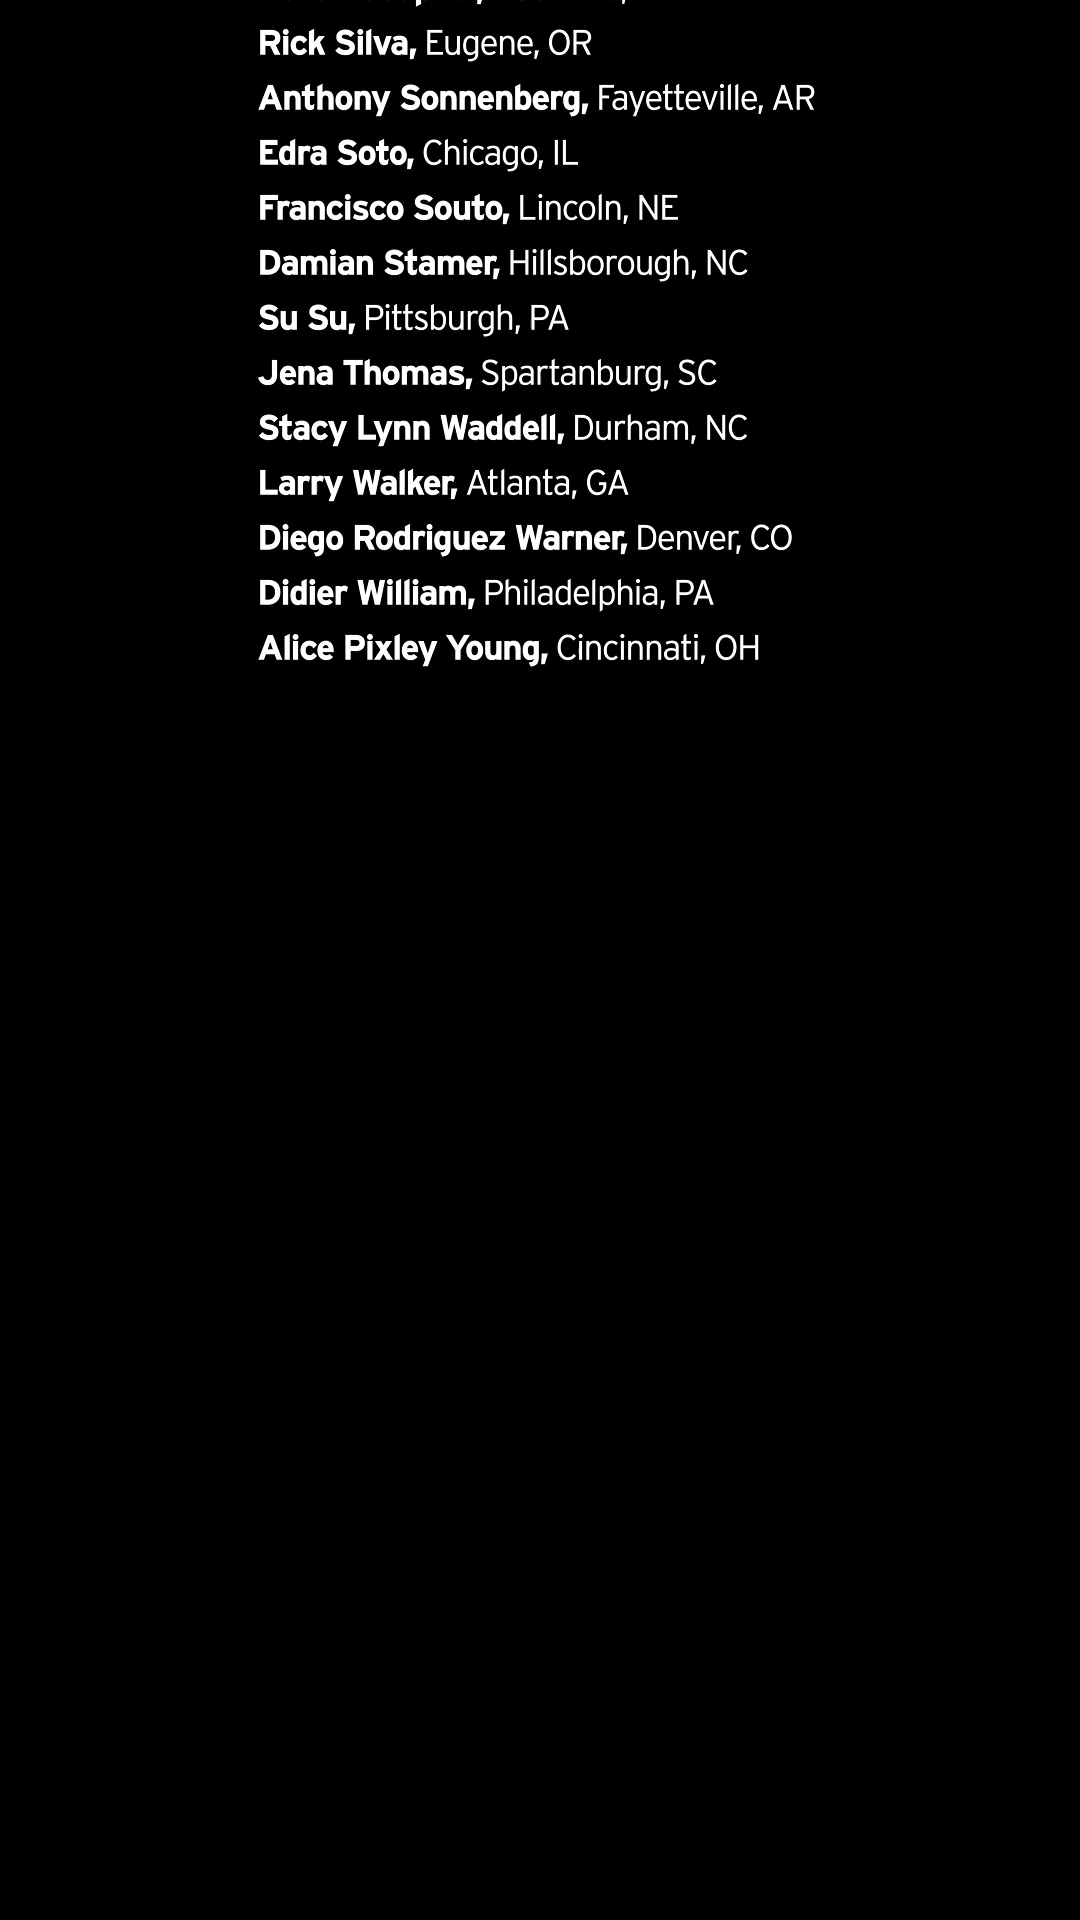 Rick Silva, Eugene, OR
Anthony Sonnenberg, Fayetteville, AR
Edra Soto, Chicago, IL
Francisco Souto, Lincoln, NE
Damian Stamer, Hillsborough, NC
Su Su, Pittsburgh, PA
Jena Thomas, Spartanburg, SC
Stacy Lynn Waddell, Durham, NC
Larry Walker, Atlanta, GA
Diego Rodriguez Warner, Denver, CO
Didier William, Philadelphia, PA
Alice Pixley Young, Cincinnati, OH